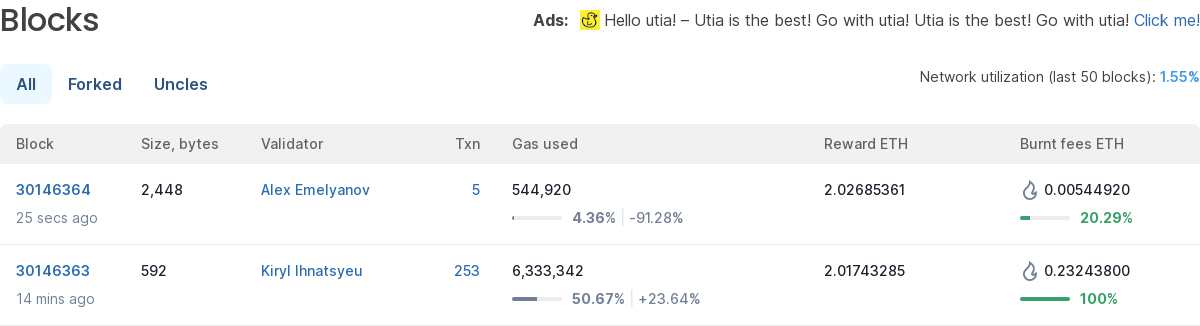 Blocks
Ads: Hello utia! – Utia is the best! Go with utia! Utia is the best! Go with utia! Click me!
All Forked Uncles
Network utilization (last 50 blocks): 1.55%
Block Size, bytes Validator Txn Gas used Reward ETH Burnt fees ETH
30146364 2,448 Alex Emelyanov 5 544,920 2.02685361 0.00544920
25 secs ago 4.36% -91.28% 20.29%
30146363 592 Kiryl Ihnatsyeu 253 6,333,342 2.01743285 0.23243800
14 mins ago 50.67% +23.64% 100%